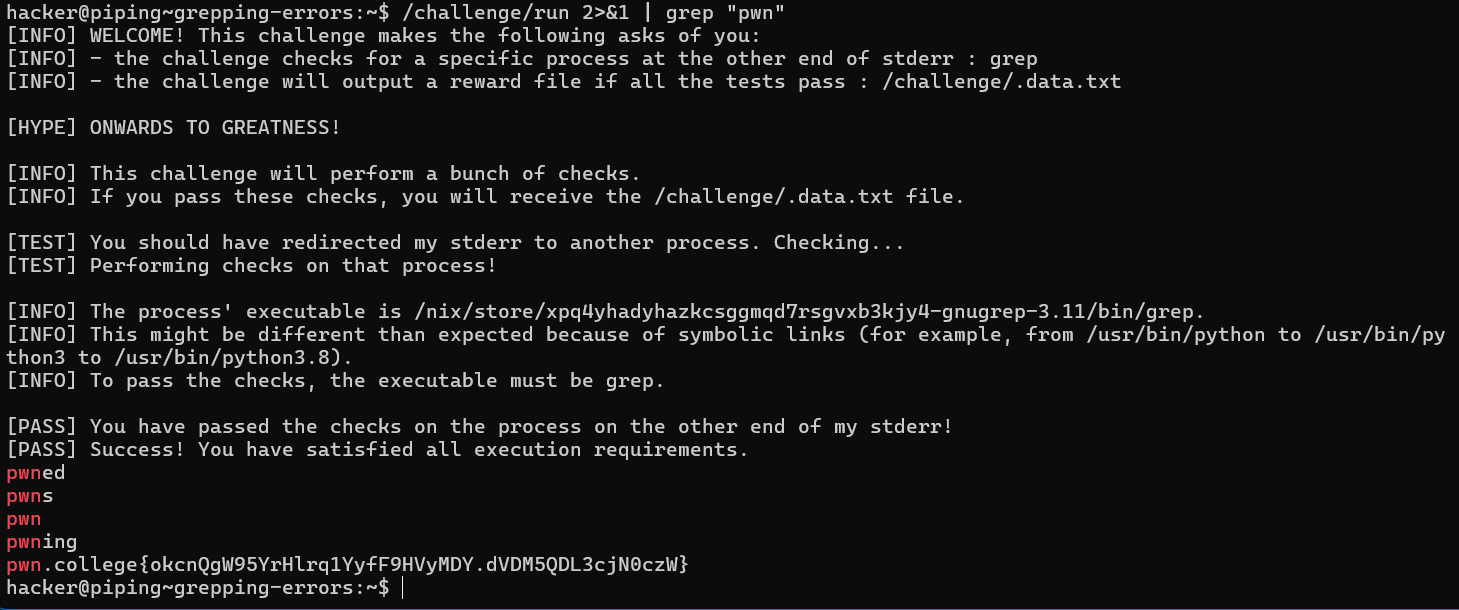 hacker@piping~grepping-errors:~$ /challenge/run 2>&1 | grep "pwn"
[INFO] WELCOME! This challenge makes the following asks of you:
[INFO] - the challenge checks for a specific process at the other end of stderr : grep
[INFO] - the challenge will output a reward file if all the tests pass : /challenge/.data.txt
[HYPE] ONWARDS TO GREATNESS!
[INFO] This challenge will perform a bunch of checks.
[INFO] If you pass these checks, you will receive the /challenge/.data.txt file.
[TEST] You should have redirected my stderr to another process. Checking...
[TEST] Performing checks on that process!
[INFO] The process' executable is /nix/store/xpq4yhadyhazkcsggmqd7rsgvxb3kjy4-gnugrep-3.11/bin/grep.
[INFO] This might be different than expected because of symbolic links (for example, from /usr/bin/python to /usr/bin/py
thon3 to /usr/bin/python3.8).
[INFO] To pass the checks, the executable must be grep.
[PASS] You have passed the checks on the process on the other end of my stderr!
[PASS] Success! You have satisfied all execution requirements.
pwned
pwns
pwn
pwning
pwn.college{okcnQgW95YrHlrq1YyfF9HVyMDY.dVDM5QDL3cjN0czW}
hacker@piping~grepping-errors:~$